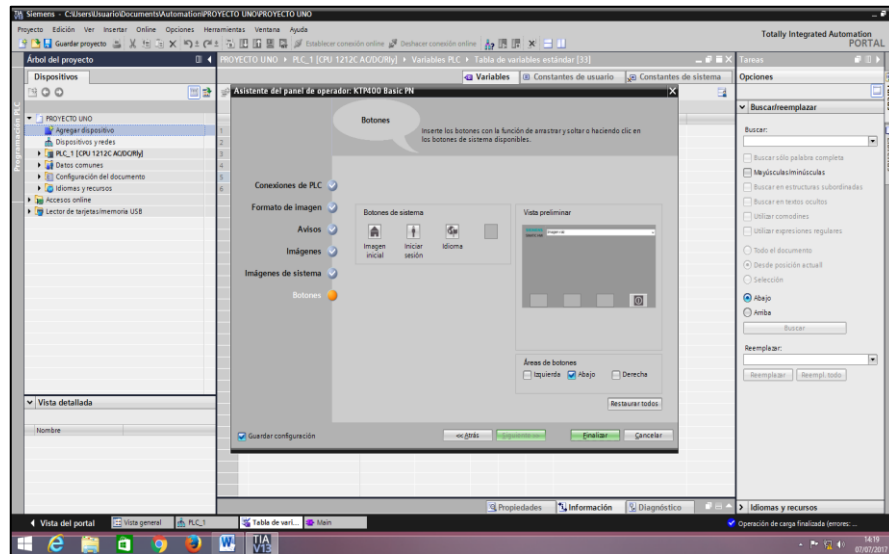 Siemens - C:\Users\Usuario\Documents\Automation\PROYECTO UNO\PROYECTO UNO
Proyecto Edición Ver Insertar Online Opciones Herramientas Ventana Ayuda
Guardar proyecto Establecer conexión online Deshacer conexión online
Totally Integrated Automation
PORTAL
Árbol del proyecto
PROYECTO UNO PLC_1 [CPU 1212C AC/DC/Rly] Variables PLC Tabla de variables estándar [33]
Tareas
Dispositivos
Variables Constantes de usuario Constantes de sistema
Opciones
Programación PLC
PROYECTO UNO
Agregar dispositivo
Dispositivos y redes
PLC_1 [CPU 1212C AC/DC/Rly]
Datos comunes
Configuración del documento
Idiomas y recursos
Accesos online
Lector de tarjetas/memoria USB
1
2
3
4
5
6
Asistente del panel de operador: KTP400 Basic PN
Botones
Inserte los botones con la función de arrastrar y soltar o haciendo clic en
los botones de sistema disponibles.
Conexiones de PLC
Formato de imagen
Avisos
Imágenes
Imágenes de sistema
Botones
Botones de sistema
Imagen
inicial
Iniciar
sesión
Idioma
Vista preliminar
Áreas de botones
Izquierda Abajo Derecha
Restaurar todos
Guardar configuración
<< Atrás Siguiente >> Finalizar Cancelar
Buscar/reemplazar
Buscar:
Buscar sólo palabra completa
Mayúsculas/minúsculas
Buscar en estructuras subordinadas
Buscar en textos ocultos
Utilizar comodines
Utilizar expresiones regulares
Todo el documento
Desde posición actuall
Selección
Abajo
Arriba
Buscar
Reemplazar:
Reemplazar Reempl. todo
Vista detallada
Nombre
Propiedades Información Diagnóstico
Idiomas y recursos
Vista del portal Vista general PLC_1 Tabla de vari... Main
Operación de carga finalizada (errores: ...
TIA
V13
14:19
07/07/2017